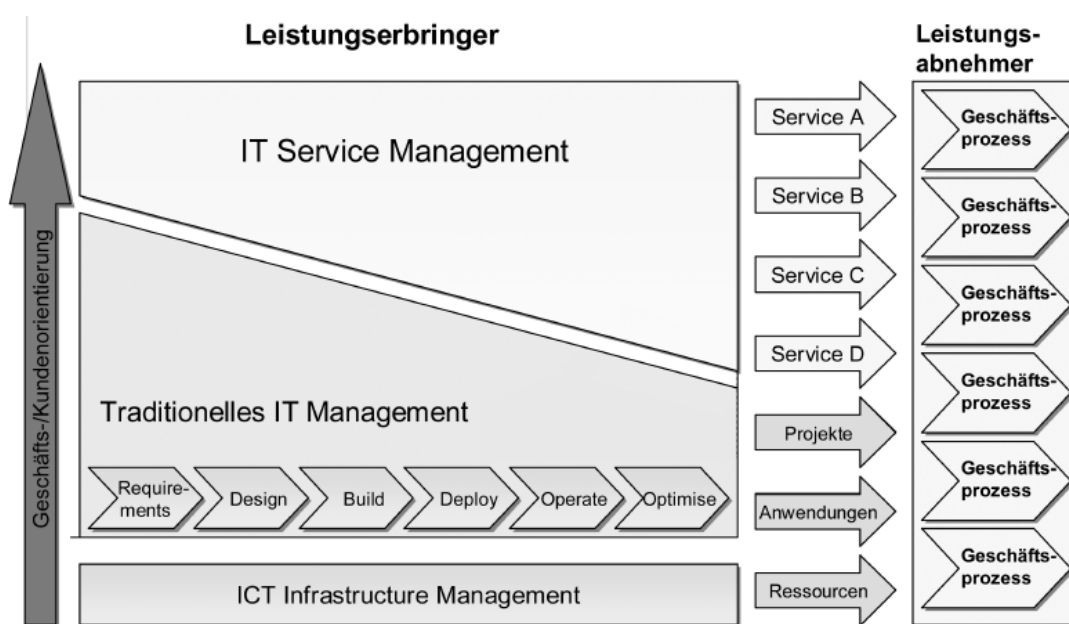 Leistungserbringer
Leistungs-
abnehmer
Geschäfts-/Kundenorientierung
IT Service Management
Traditionelles IT Management
Require-
ments
Design
Build
Deploy
Operate
Optimise
ICT Infrastructure Management
Service A
Service B
Service C
Service D
Projekte
Anwendungen
Ressourcen
Geschäfts-
prozess
Geschäfts-
prozess
Geschäfts-
prozess
Geschäfts-
prozess
Geschäfts-
prozess
Geschäfts-
prozess